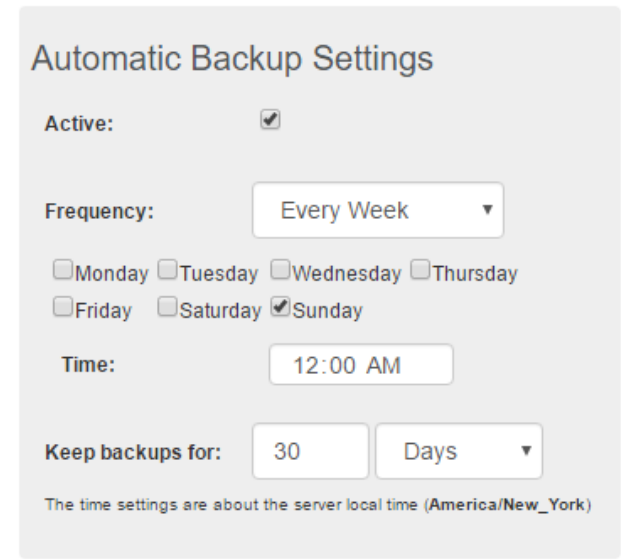 Automatic Backup Settings
Active:
Frequency: Every Week
Monday Tuesday Wednesday Thursday
Friday Saturday Sunday
Time: 12:00 AM
Keep backups for: 30 Days
The time settings are about the server local time (America/New_York)